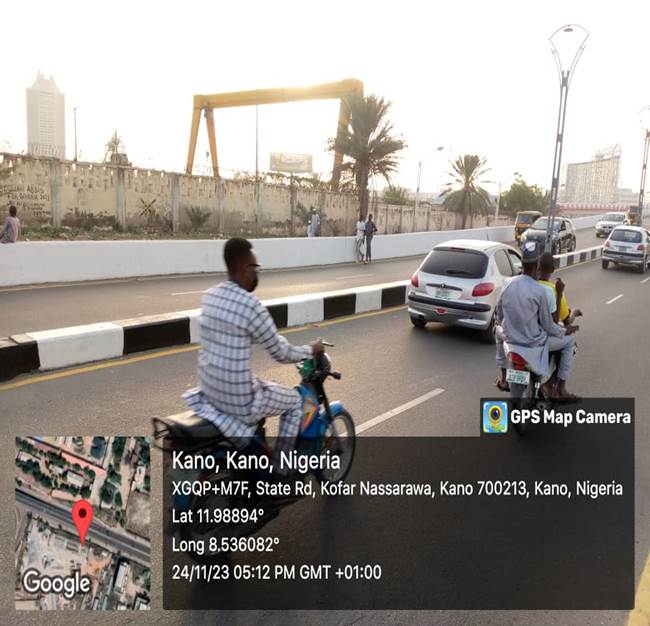 GPS Map Camera
Kano, Kano, Nigeria
XGQP+M7F, State Rd, Kofar Nassarawa, Kano 700213, Kano, Nigeria
Lat 11.98894°
Long 8.536082°
24/11/23 05:12 PM GMT +01:00
Google